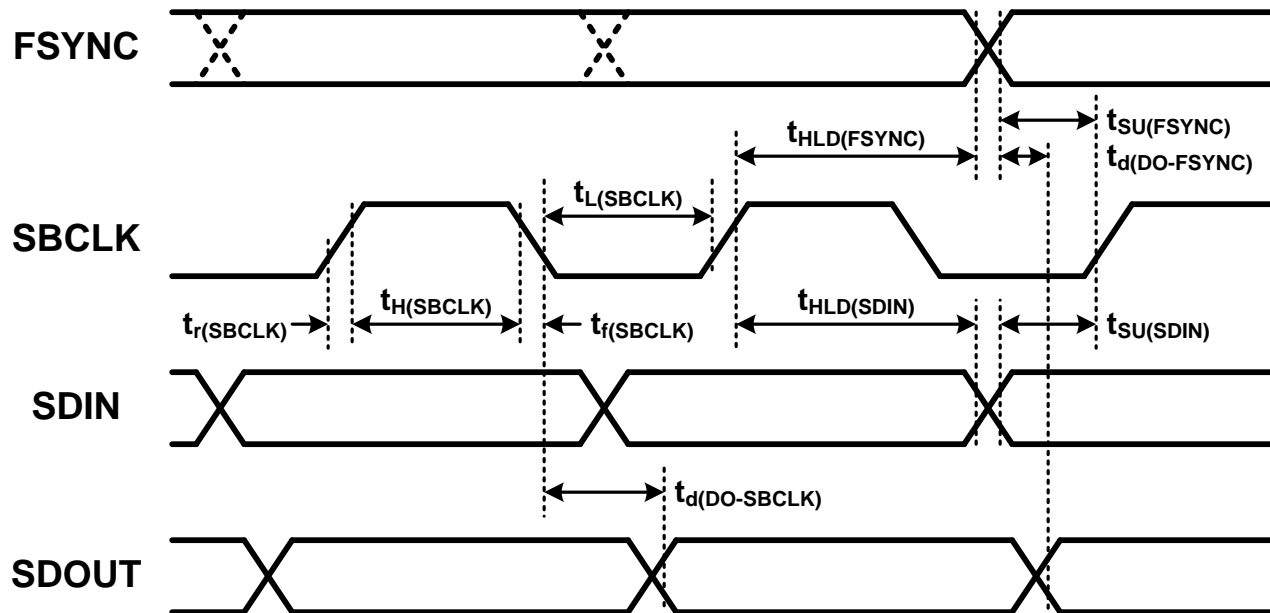 FSYNC
tSU(FSYNC)
tHLD(FSYNC)
td(DO-FSYNC)
tL(SBCLK)
SBCLK
tH(SBCLK)
tHLD(SDIN)
tr(SBCLK)
tf(SBCLK)
tSU(SDIN)
SDIN
td(DO-SBCLK)
SDOUT